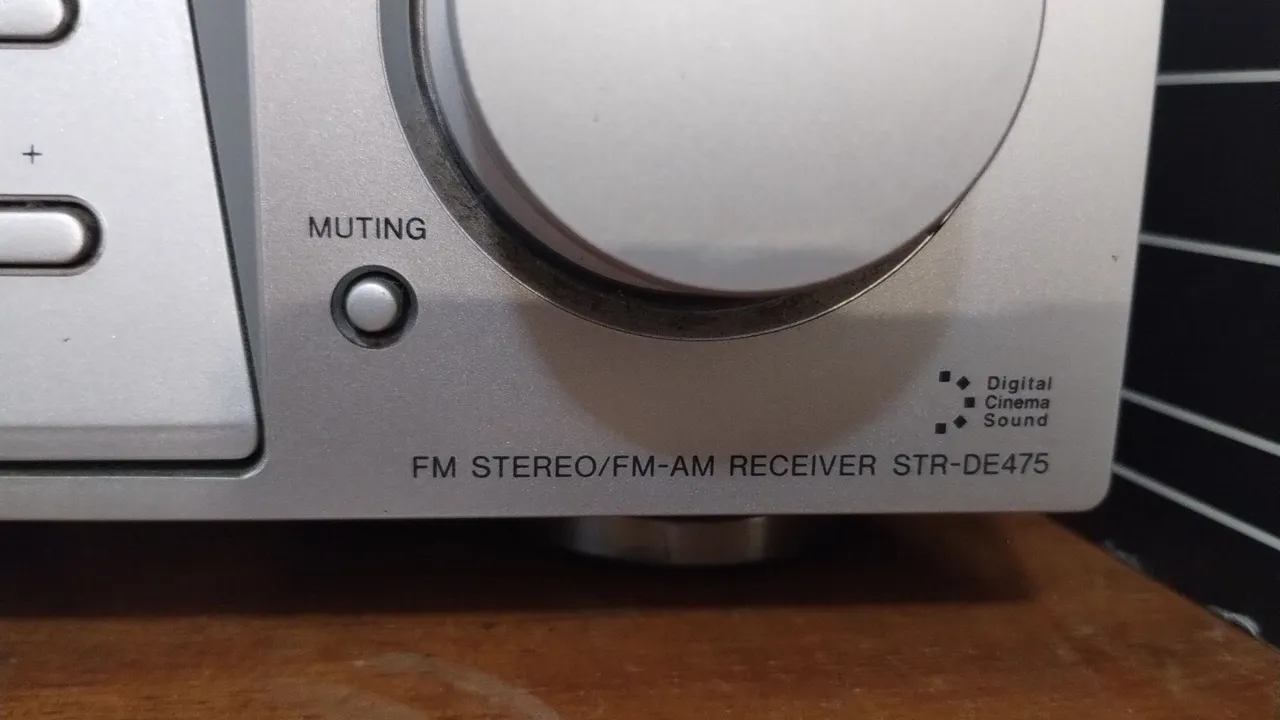 +
MUTING
Digital
Cinema
Sound
FM STEREO/FM-AM RECEIVER STR-DE475